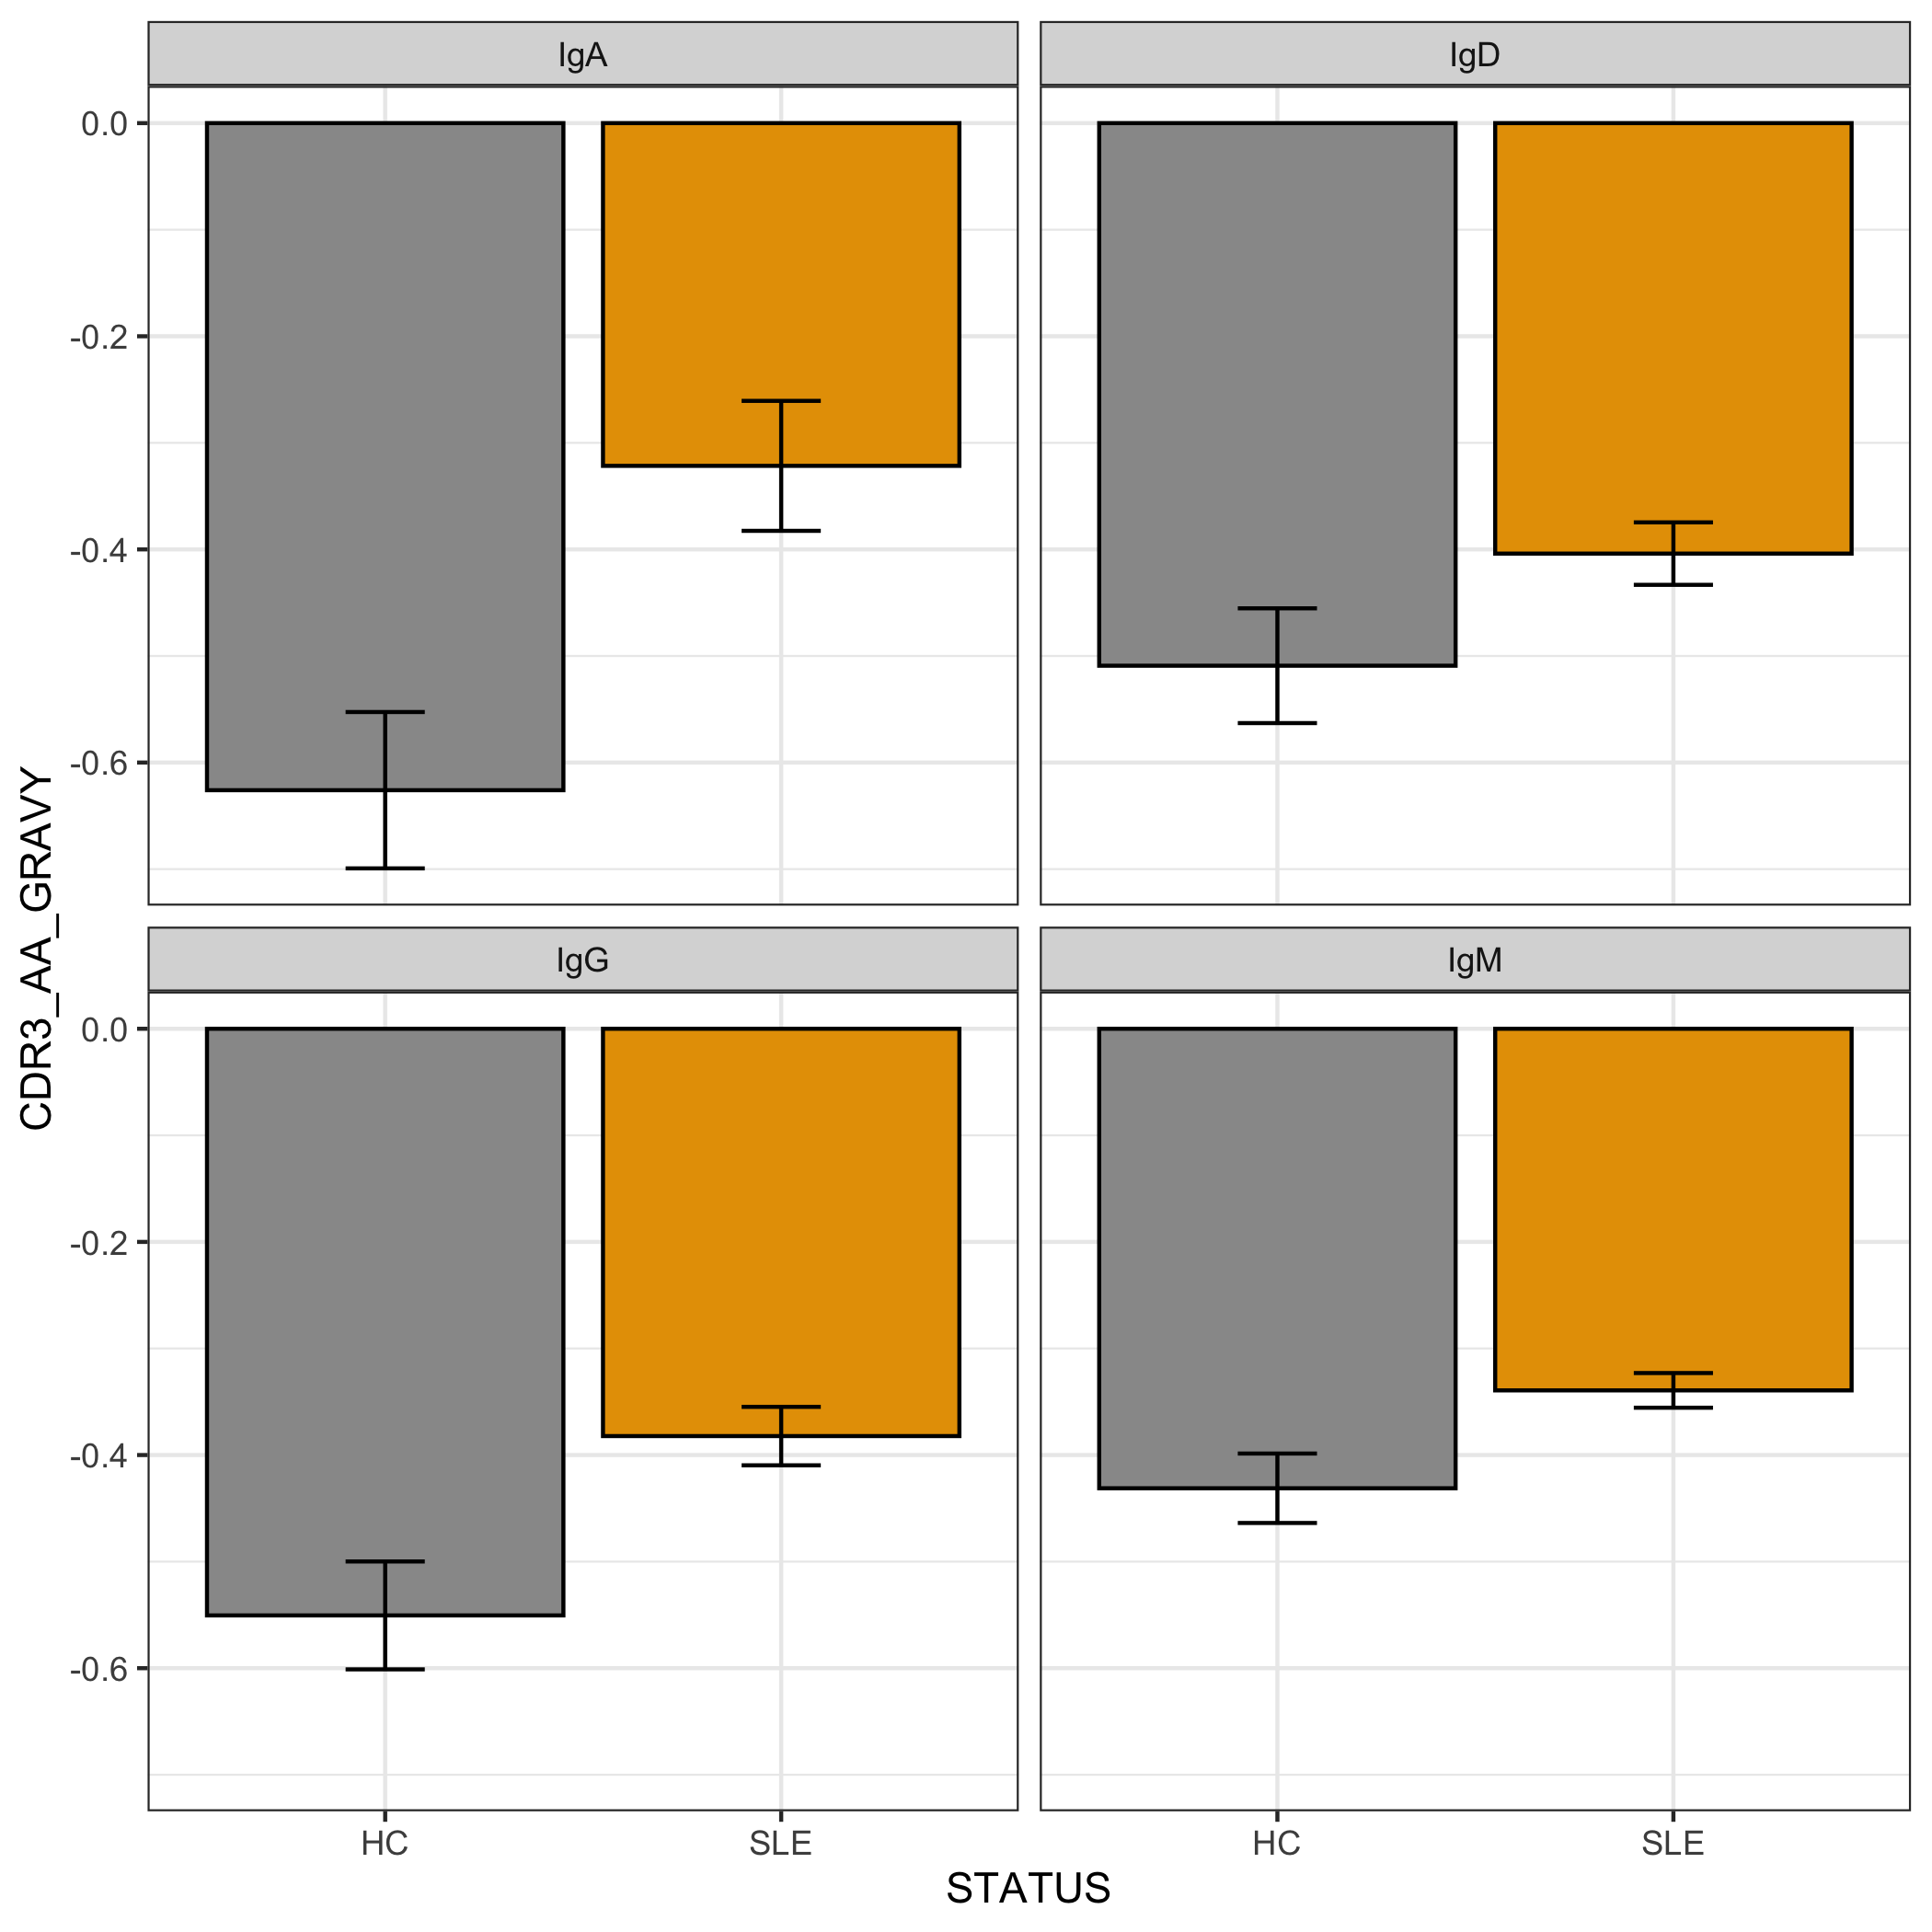 IgA
IgD
0.0
-0.2
-0.4
-0.6
IgG
IgM
0.0
-0.2
-0.4
-0.6
CDR3_AA_GRAVY
HC
SLE
HC
SLE
STATUS